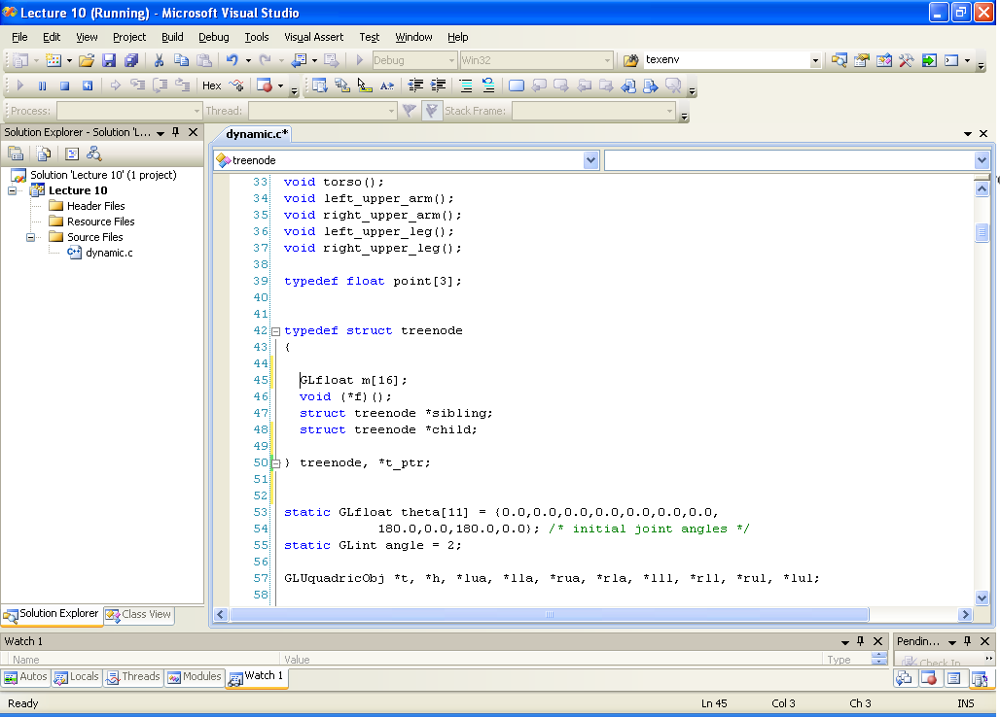 Lecture 10 (Running) - Microsoft Visual Studio
File Edit View Project Build Debug Tools Visual Assert Test Window Help
Debug Win32 texenv
Hex
Process: Thread: Stack Frame:
Solution Explorer - Solution 'L...
Solution 'Lecture 10' (1 project)
Lecture 10
Header Files
Resource Files
Source Files
dynamic.c
Solution Explorer Class View
dynamic.c*
treenode
33 void torso();
34 void left_upper_arm();
35 void right_upper_arm();
36 void left_upper_leg();
37 void right_upper_leg();
38
39 typedef float point[3];
40
41
42 typedef struct treenode
43 {
44
45 GLfloat m[16];
46 void (*f)();
47 struct treenode *sibling;
48 struct treenode *child;
49
50 } treenode, *t_ptr;
51
52
53 static GLfloat theta[11] = {0.0,0.0,0.0,0.0,0.0,0.0,0.0,
54 180.0,0.0,180.0,0.0}; /* initial joint angles */
55 static GLint angle = 2;
56
57 GLUquadricObj *t, *h, *lua, *lla, *rua, *rla, *lll, *rll, *rul, *lul;
58
Watch 1
Name Value Type
Autos Locals Threads Modules Watch 1
Pendin...
Check In
Ready Ln 45 Col 3 Ch 3 INS